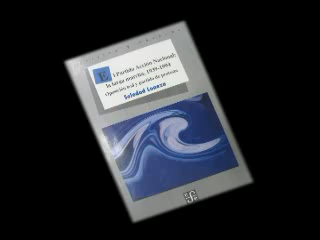 El Partido Acción Nacional:
la larga marcha, 1939-1994
Oposición leal y partido de protesta
Soledad Loaeza